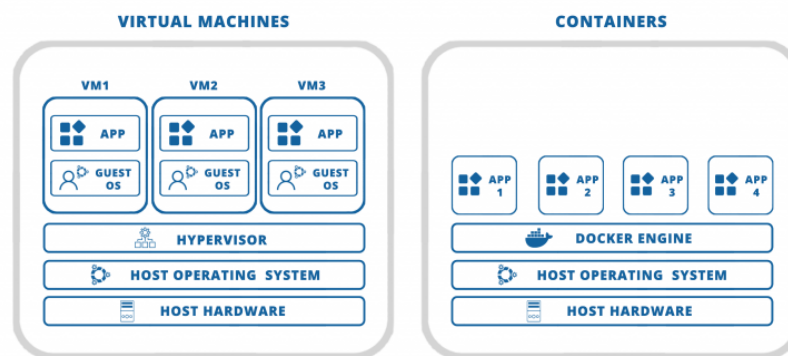 VIRTUAL MACHINES
VM1 VM2 VM3
APP APP APP
GUEST OS GUEST OS GUEST OS
HYPERVISOR
HOST OPERATING SYSTEM
HOST HARDWARE
CONTAINERS
APP 1 APP 2 APP 3 APP 4
DOCKER ENGINE
HOST OPERATING SYSTEM
HOST HARDWARE